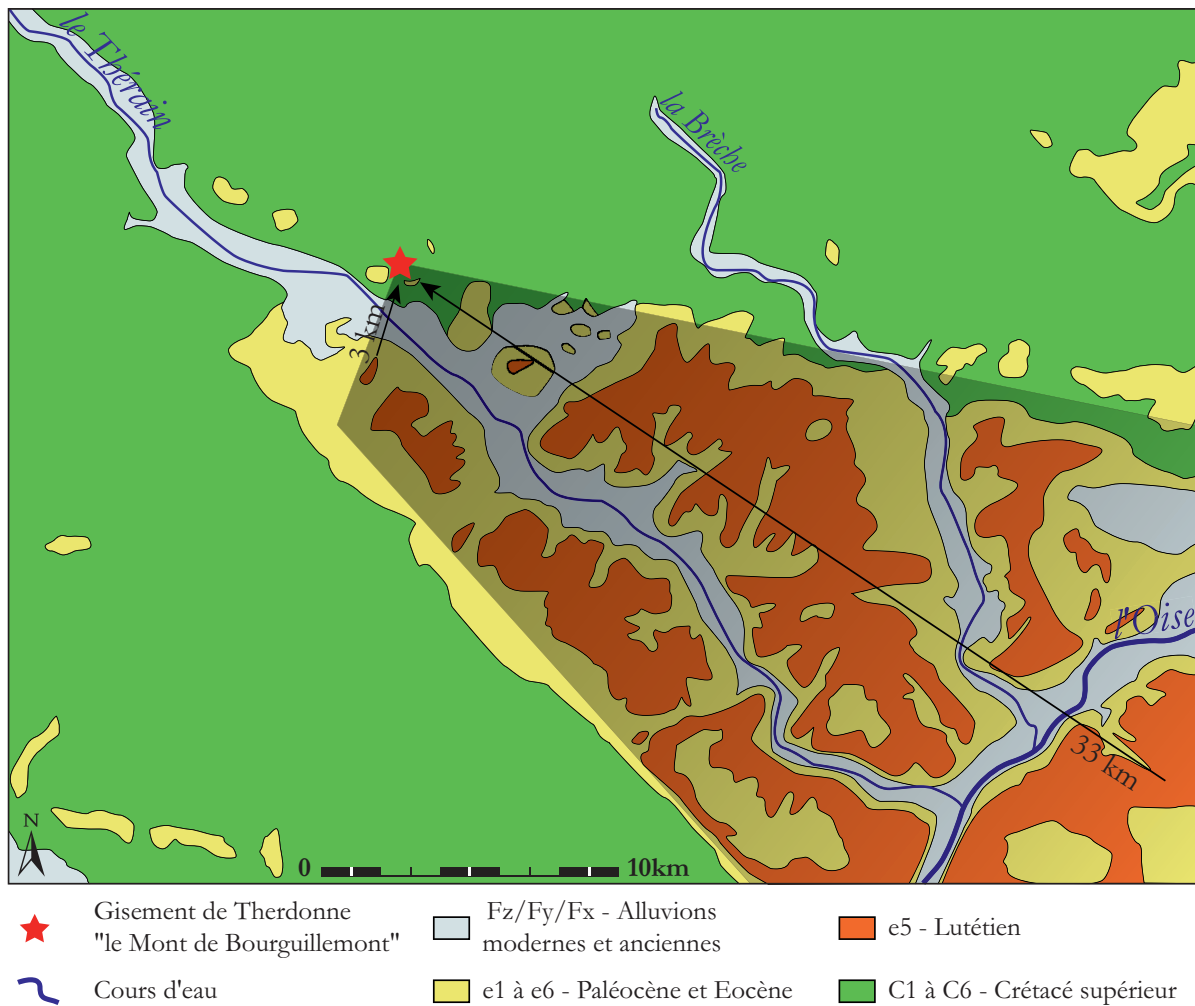 le Thérain
la Brèche
3 km
l'Oise
33 km
N
0
10km
Gisement de Therdonne
"le Mont de Bourguillemont"
Fz/Fy/Fx - Alluvions
modernes et anciennes
e5 - Lutétien
Cours d'eau
e1 à e6 - Paléocène et Eocène
C1 à C6 - Crétacé supérieur